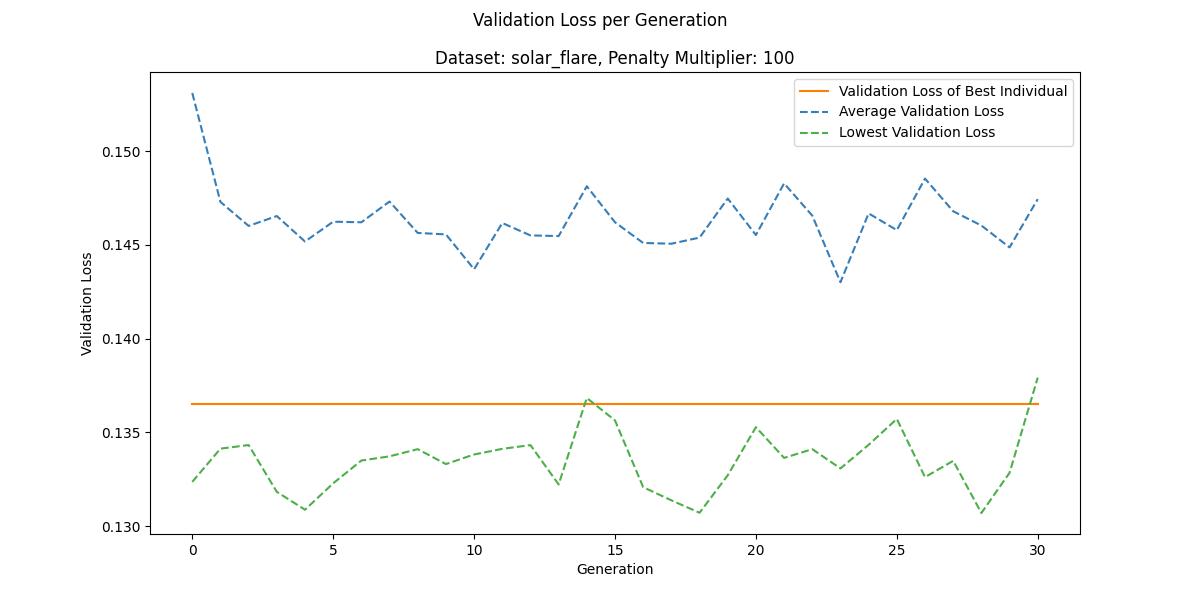 Validation Loss per Generation
Dataset: solar_flare, Penalty Multiplier: 100
Validation Loss of Best Individual
Average Validation Loss
Lowest Validation Loss
0.150
0.145
0.140
0.135
0.130
Validation Loss
0 5 10 15 20 25 30
Generation